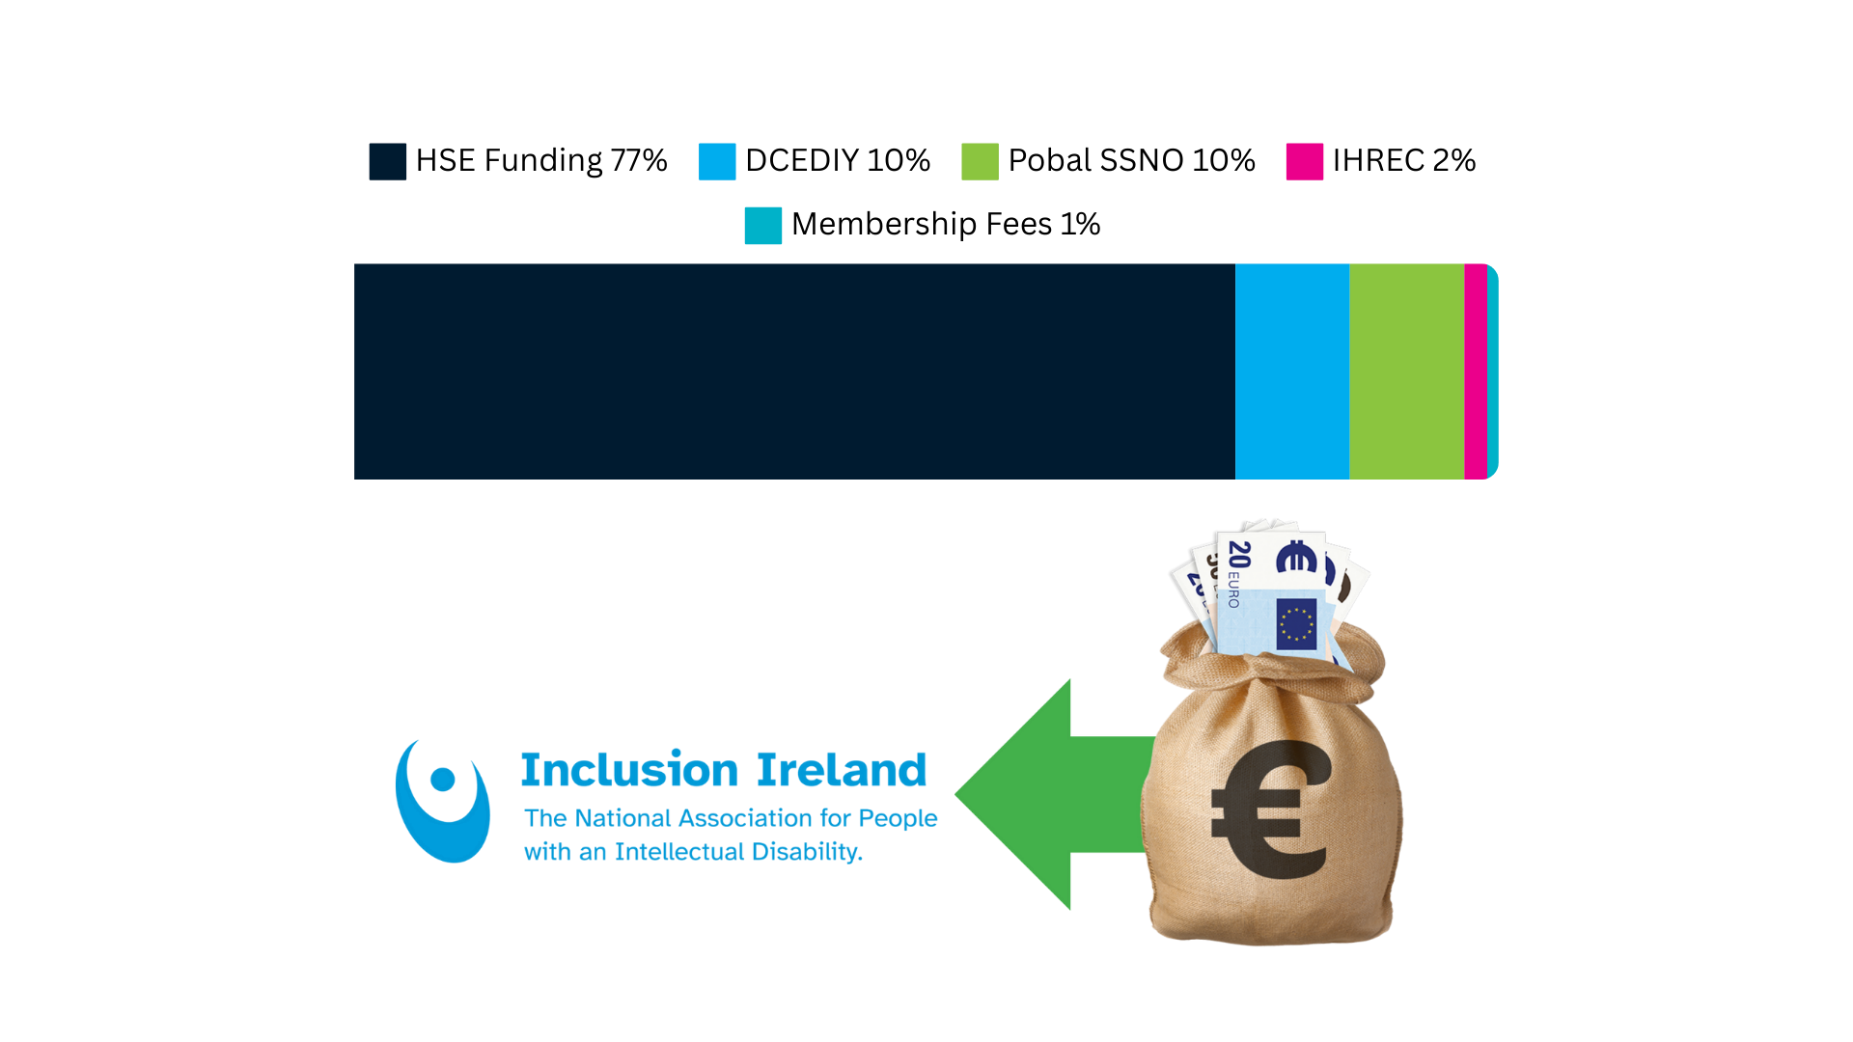 HSE Funding 77% DCEDIY 10% Pobal SSNO 10% IHREC 2%
Membership Fees 1%
20 EURO
€
Inclusion Ireland
The National Association for People
with an Intellectual Disability.